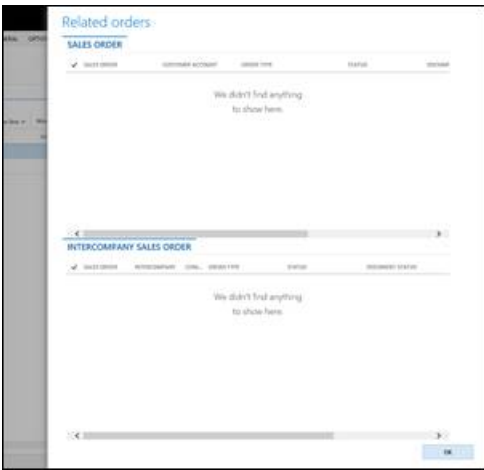 Related orders
SALES ORDER
SALES ORDER CUSTOMER ACCOUNT ORDER TYPE STATUS
We didn't find anything
to show here.
INTERCOMPANY SALES ORDER
SALES ORDER INTERCOMPANY ORDER TYPE STATUS DOCUMENT STATUS
We didn't find anything
to show here.
OK